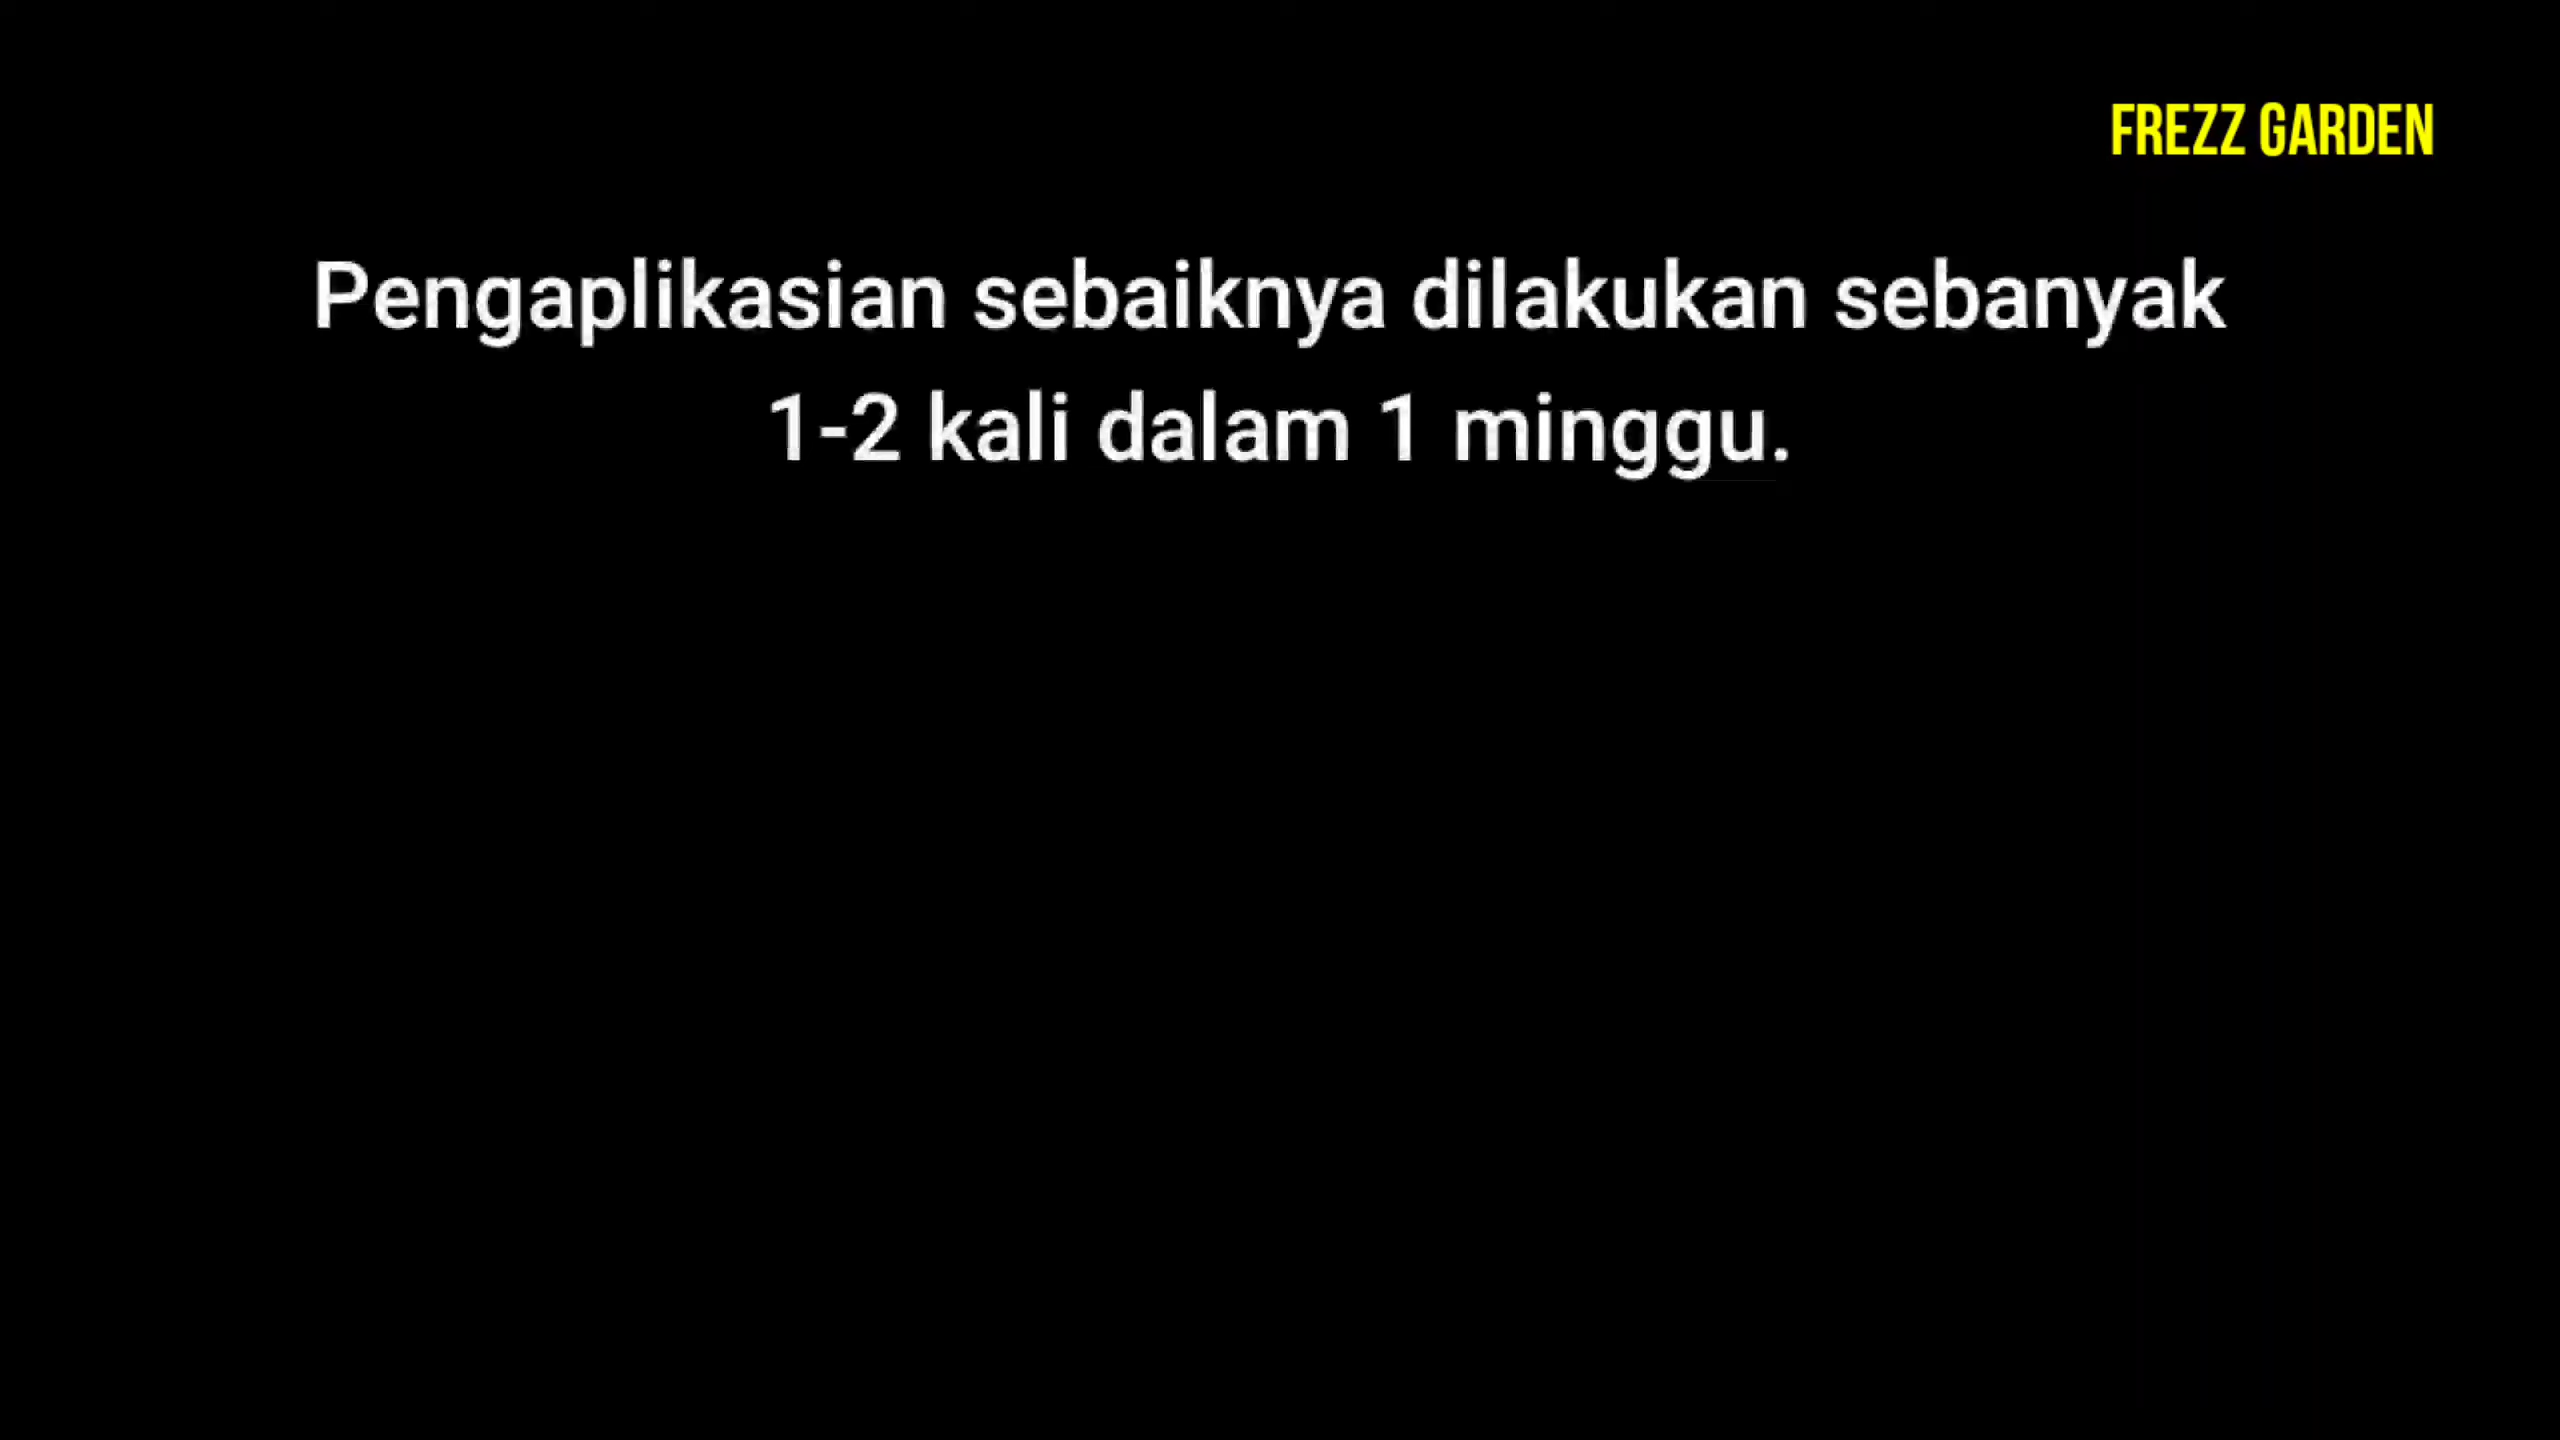 FREZZ GARDEN
Pengaplikasian sebaiknya dilakukan sebanyak
1-2 kali dalam 1 minggu.